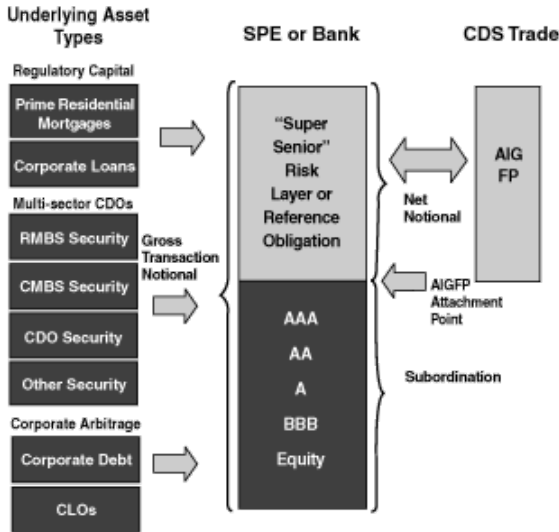 Underlying Asset
Types
SPE or Bank
CDS Trade
Regulatory Capital
Prime Residential
Mortgages
Corporate Loans
Multi-sector CDOs
RMBS Security
CMBS Security
CDO Security
Other Security
Corporate Arbitrage
Corporate Debt
CLOs
Gross
Transaction
Notional
“Super
Senior”
Risk
Layer or
Reference
Obligation
AAA
AA
A
BBB
Equity
Net
Notional
AIGFP
Attachment
Point
Subordination
AIG
FP